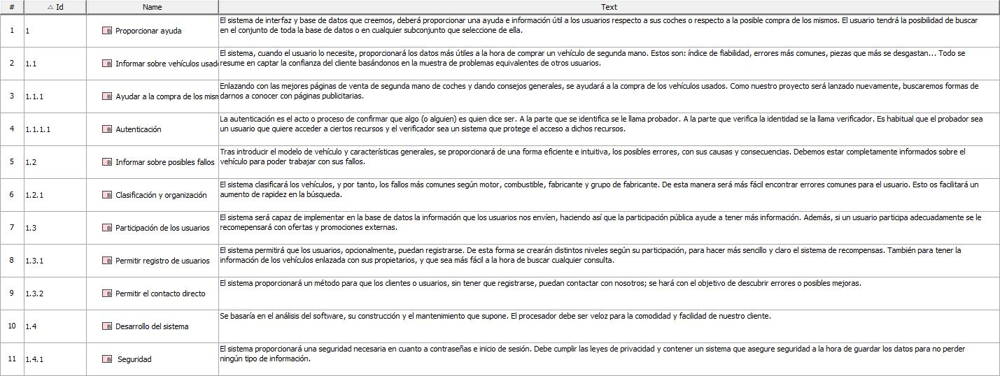 # Id Name Text
1 1 Proporcionar ayuda El sistema de interfaz y base de datos que creemos, deberá proporcionar una ayuda e información útil a los usuarios respecto a sus coches o respecto a la posible compra de los mismos. El usuario tendrá la posibilidad de buscar
en el conjunto de toda la base de datos o en cualquier subconjunto que seleccione de ella.
2 1.1 Informar sobre vehículos usad El sistema, cuando el usuario lo necesite, proporcionará los datos más útiles a la hora de comprar un vehículo de segunda mano. Estos son: índice de fiabilidad, errores más comunes, piezas que más se desgastan... Todo se
resume en captar la confianza del cliente basándonos en la muestra de problemas equivalentes de otros usuarios.
3 1.1.1 Ayudar a la compra de los mism Enlazando con las mejores páginas de venta de segunda mano de coches y dando consejos generales, se ayudará a la compra de los vehículos usados. Como nuestro proyecto será lanzado nuevamente, buscaremos formas de
darnos a conocer con páginas publicitarias.
4 1.1.1.1 Autenticación La autenticación es el acto o proceso de confirmar que algo (o alguien) es quien dice ser. A la parte que se identifica se le llama probador. A la parte que verifica la identidad se la llama verificador. Es habitual que el probador sea
un usuario que quiere acceder a ciertos recursos y el verificador sea un sistema que protege el acceso a dichos recursos.
5 1.2 Informar sobre posibles fallos Tras introducir el modelo de vehículo y características generales, se proporcionará de una forma eficiente e intuitiva, los posibles errores, con sus causas y consecuencias. Debemos estar completamente informados sobre el
vehículo para poder trabajar con sus fallos.
6 1.2.1 Clasificación y organización El sistema clasificará los vehículos, y por tanto, los fallos más comunes según motor, combustible, fabricante y grupo de fabricante. De esta manera será más fácil encontrar errores comunes para el usuario. Esto os facilitará un
aumento de rapidez en la búsqueda.
7 1.3 Participación de los usuarios El sistema será capaz de implementar en la base de datos la información que los usuarios nos envíen, haciendo así que la participación pública ayude a tener más información. Además, si un usuario participa adecuadamente se le
recomepensará con ofertas y promociones externas.
8 1.3.1 Permitir registro de usuarios El sistema permitirá que los usuarios, opcionalmente, puedan registrarse. De esta forma se crearán distintos niveles según su participación, para hacer más sencillo y claro el sistema de recompensas. También para tener la
información de los vehículos enlazada con sus propietarios, y que sea más fácil a la hora de buscar cualquier consulta.
9 1.3.2 Permitir el contacto directo El sistema proporcionará un método para que los clientes o usuarios, sin tener que registrarse, puedan contactar con nosotros; se hará con el objetivo de descubrir errores o posibles mejoras.
10 1.4 Desarrollo del sistema Se basaría en el análisis del software, su construcción y el mantenimiento que supone. El procesador debe ser veloz para la comodidad y facilidad de nuestro cliente.
11 1.4.1 Seguridad El sistema proporcionará una seguridad necesaria en cuanto a contraseñas e inicio de sesión. Debe cumplir las leyes de privacidad y contener un sistema que asegure seguridad a la hora de guardar los datos para no perder
ningún tipo de información.